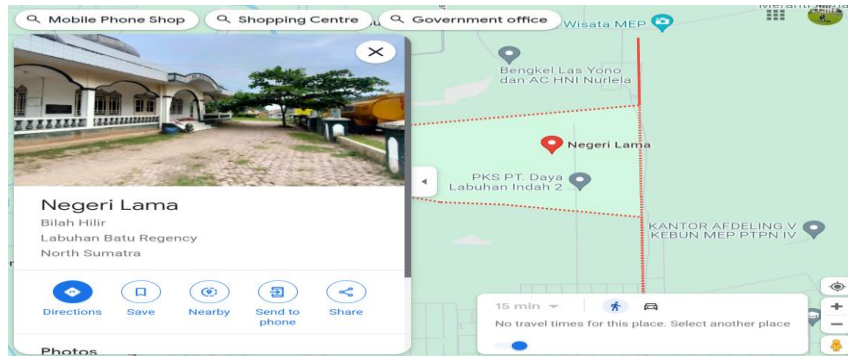 Mobile Phone Shop
Shopping Centre
Government office
Wisata MEP
Bengkel Las Yono
dan AC HNI Nurlela
Negeri Lama
PKS PT. Daya
Labuhan Indah 2
KANTOR AFDELING V
KEBUN MEP PTPN IV
Negeri Lama
Bilah Hilir
Labuhan Batu Regency
North Sumatra
Directions
Save
Nearby
Send to
phone
Share
Photos
15 min
No travel times for this place. Select another place